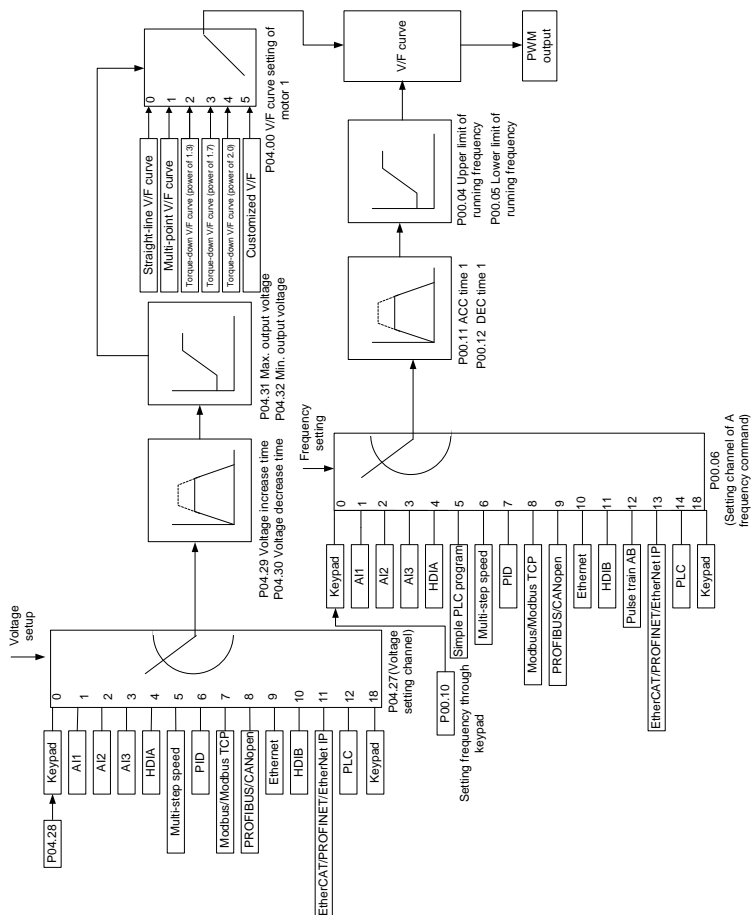 Voltage setup
P04.28
Keypad
AI1
AI2
AI3
HDIA
Multi-step speed
PID
Modbus/Modbus TCP
PROFIBUS/CANopen
Ethernet
HDIB
EtherCAT/PROFINET/EtherNet IP
PLC
Keypad
0
1
2
3
4
5
6
7
8
9
10
11
12
18
P04.27(Voltage
setting channel)
P04.29 Voltage increase time
P04.30 Voltage decrease time
P04.31 Max. output voltage
P04.32 Min. output voltage
Straight-line V/F curve
Multi-point V/F curve
Torque-down V/F curve (power of 1.3)
Torque-down V/F curve (power of 1.7)
Torque-down V/F curve (power of 2.0)
Customized V/F
0
1
2
3
4
5
P04.00 V/F curve setting of
motor 1
Frequency
setting
P00.10
Setting frequency through
keypad
Keypad
AI1
AI2
AI3
HDIA
Simple PLC program
Multi-step speed
PID
Modbus/Modbus TCP
PROFIBUS/CANopen
Ethernet
HDIB
Pulse train AB
EtherCAT/PROFINET/EtherNet IP
PLC
Keypad
0
1
2
3
4
5
6
7
8
9
10
11
12
13
14
18
P00.06
(Setting channel of A
frequency command)
P00.11 ACC time 1
P00.12 DEC time 1
P00.04 Upper limit of
running frequency
P00.05 Lower limit of
running frequency
V/F curve
PWM
output